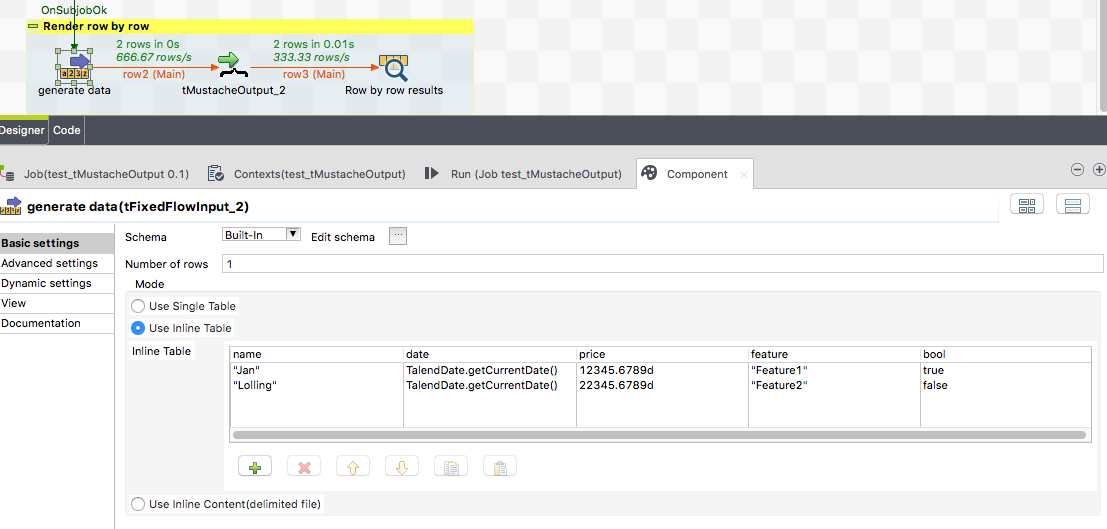 OnSubjobOk
Render row by row
2 rows in 0s
666.67 rows/s
row2 (Main)
2 rows in 0.01s
333.33 rows/s
row3 (Main)
generate data
tMustacheOutput_2
Row by row results
Designer Code
Job(test_tMustacheOutput 0.1) Contexts(test_tMustacheOutput) Run (Job test_tMustacheOutput) Component
generate data(tFixedFlowInput_2)
Basic settings
Advanced settings
Dynamic settings
View
Documentation
Schema Built-In Edit schema ...
Number of rows 1
Mode
Use Single Table
Use Inline Table
Inline Table
name date price feature bool
"Jan" TalendDate.getCurrentDate() 12345.6789d "Feature1" true
"Lolling" TalendDate.getCurrentDate() 22345.6789d "Feature2" false
Use Inline Content(delimited file)